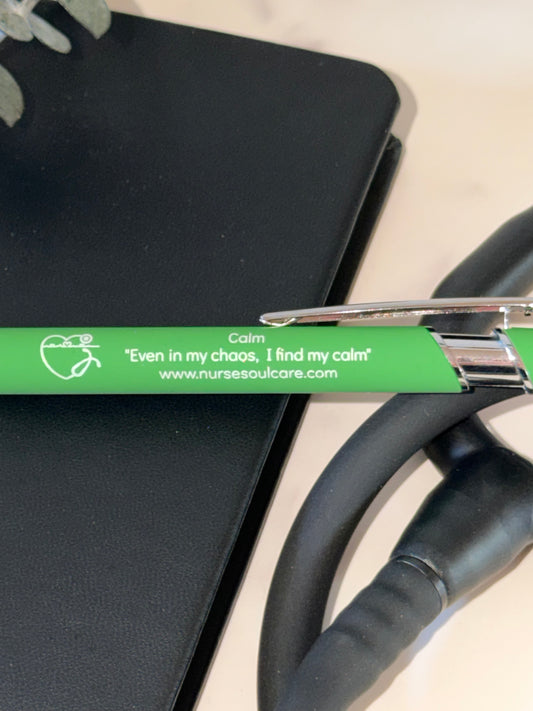 Calm
"Even in my chaos, I find my calm"
www.nursesoulcare.com